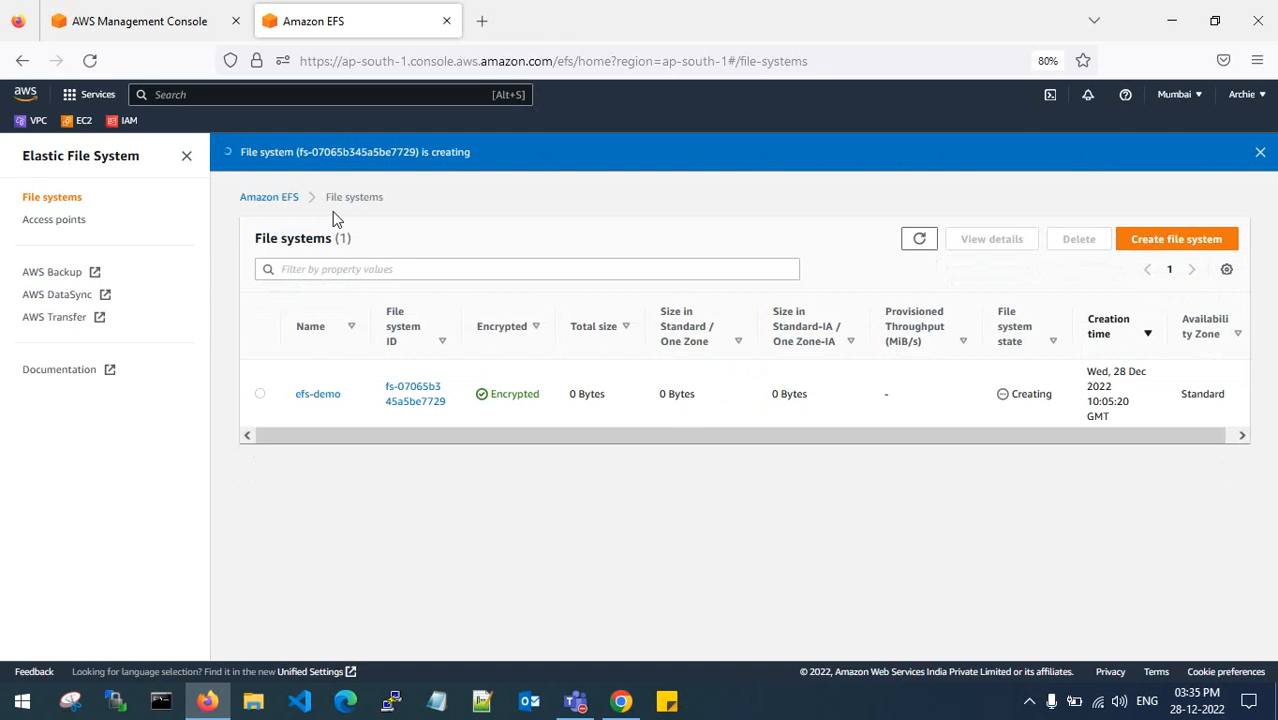 AWS Management Console
Amazon EFS
https://ap-south-1.console.aws.amazon.com/efs/home?region=ap-south-1#/file-systems
80%
aws
Services
Search
[Alt+S]
Mumbai
Archie
VPC
EC2
IAM
Elastic File System
File systems
Access points
AWS Backup
AWS DataSync
AWS Transfer
Documentation
File system (fs-07065b345a5be7729) is creating
Amazon EFS
File systems
File systems (1)
View details
Delete
Create file system
Filter by property values
1
Name
File
system
ID
Encrypted
Total size
Size in
Standard /
One Zone
Size in
Standard-IA /
One Zone-IA
Provisioned
Throughput
(MiB/s)
File
system
state
Creation
time
Availabili
ty Zone
efs-demo
fs-07065b3
45a5be7729
Encrypted
0 Bytes
0 Bytes
0 Bytes
-
Creating
Wed, 28 Dec
2022
10:05:20
GMT
Standard
Feedback
Looking for language selection? Find it in the new Unified Settings
© 2022, Amazon Web Services India Private Limited or its affiliates.
Privacy
Terms
Cookie preferences
ENG
03:35 PM
28-12-2022